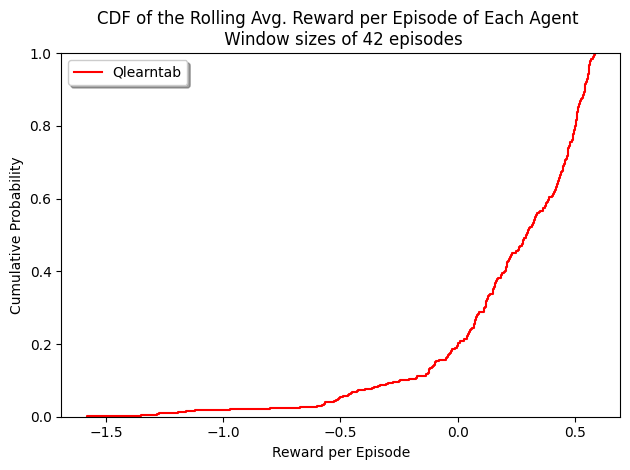 CDF of the Rolling Avg. Reward per Episode of Each Agent
Window sizes of 42 episodes
Qlearntab
Cumulative Probability
1.0
0.8
0.6
0.4
0.2
0.0
−1.5
−1.0
−0.5
0.0
0.5
Reward per Episode